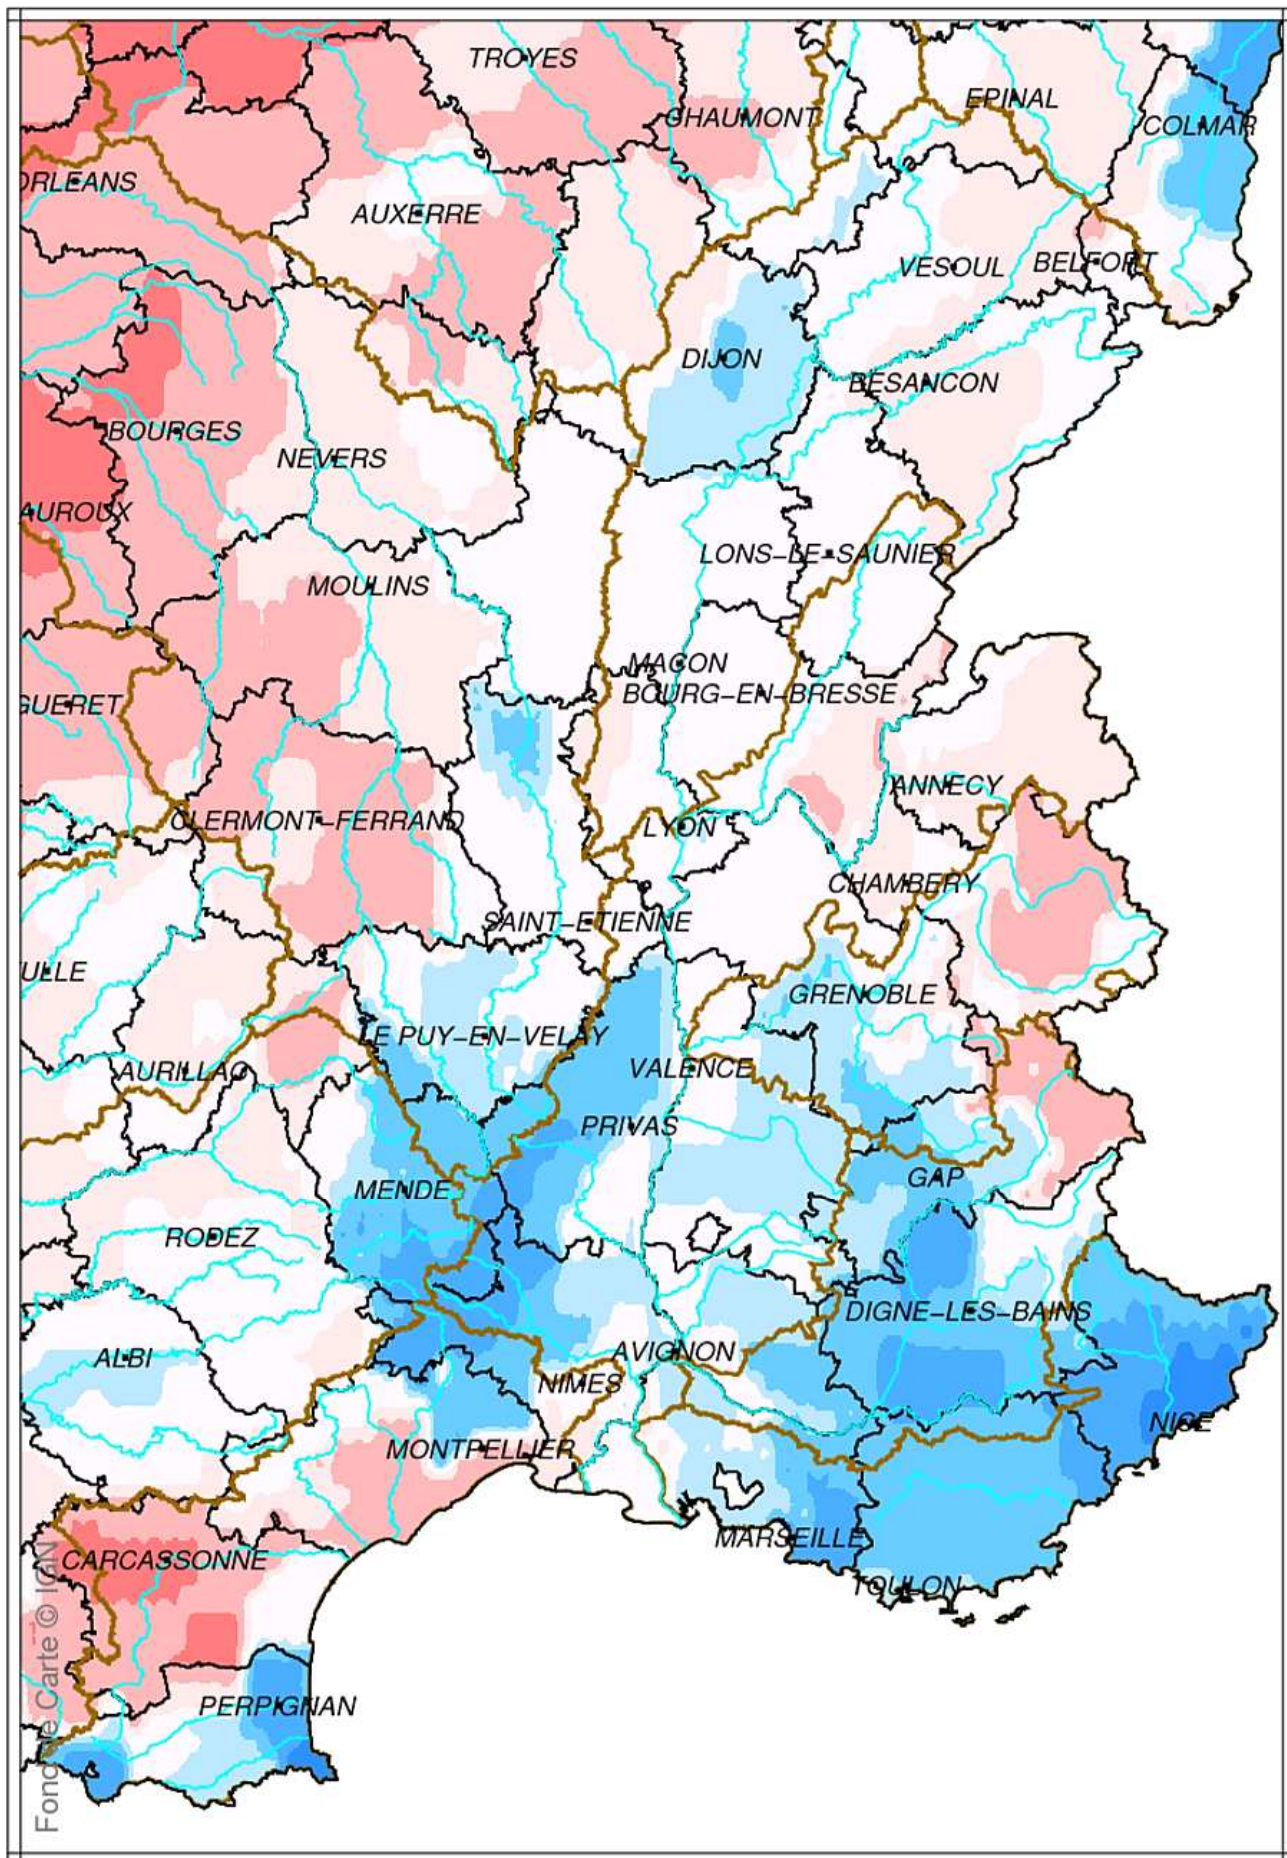 TROYES
EPINAL
CHAUMONT
COLMAR
ORLEANS
AUXERRE
VESOUL
BELFORT
DIJON
BESANCON
BOURGES
NEVERS
AUROUX
LONS-LE-SAUNIER
MOULINS
MACON
BOURG-EN-BRESSE
GUERET
ANNECY
CLERMONT-FERRAND
LYON
CHAMBERY
SAINT-ETIENNE
ULLE
GRENOBLE
LE PUY-EN-VELAY
AURILLAC
VALENCE
PRIVAS
GAP
MENDE
RODEZ
DIGNE-LES-BAINS
ALBI
AVIGNON
NIMES
NICE
MONTPELLIER
MARSEILLE
CARCASSONNE
TOULON
PERPIGNAN
Fond de Carte © IGN